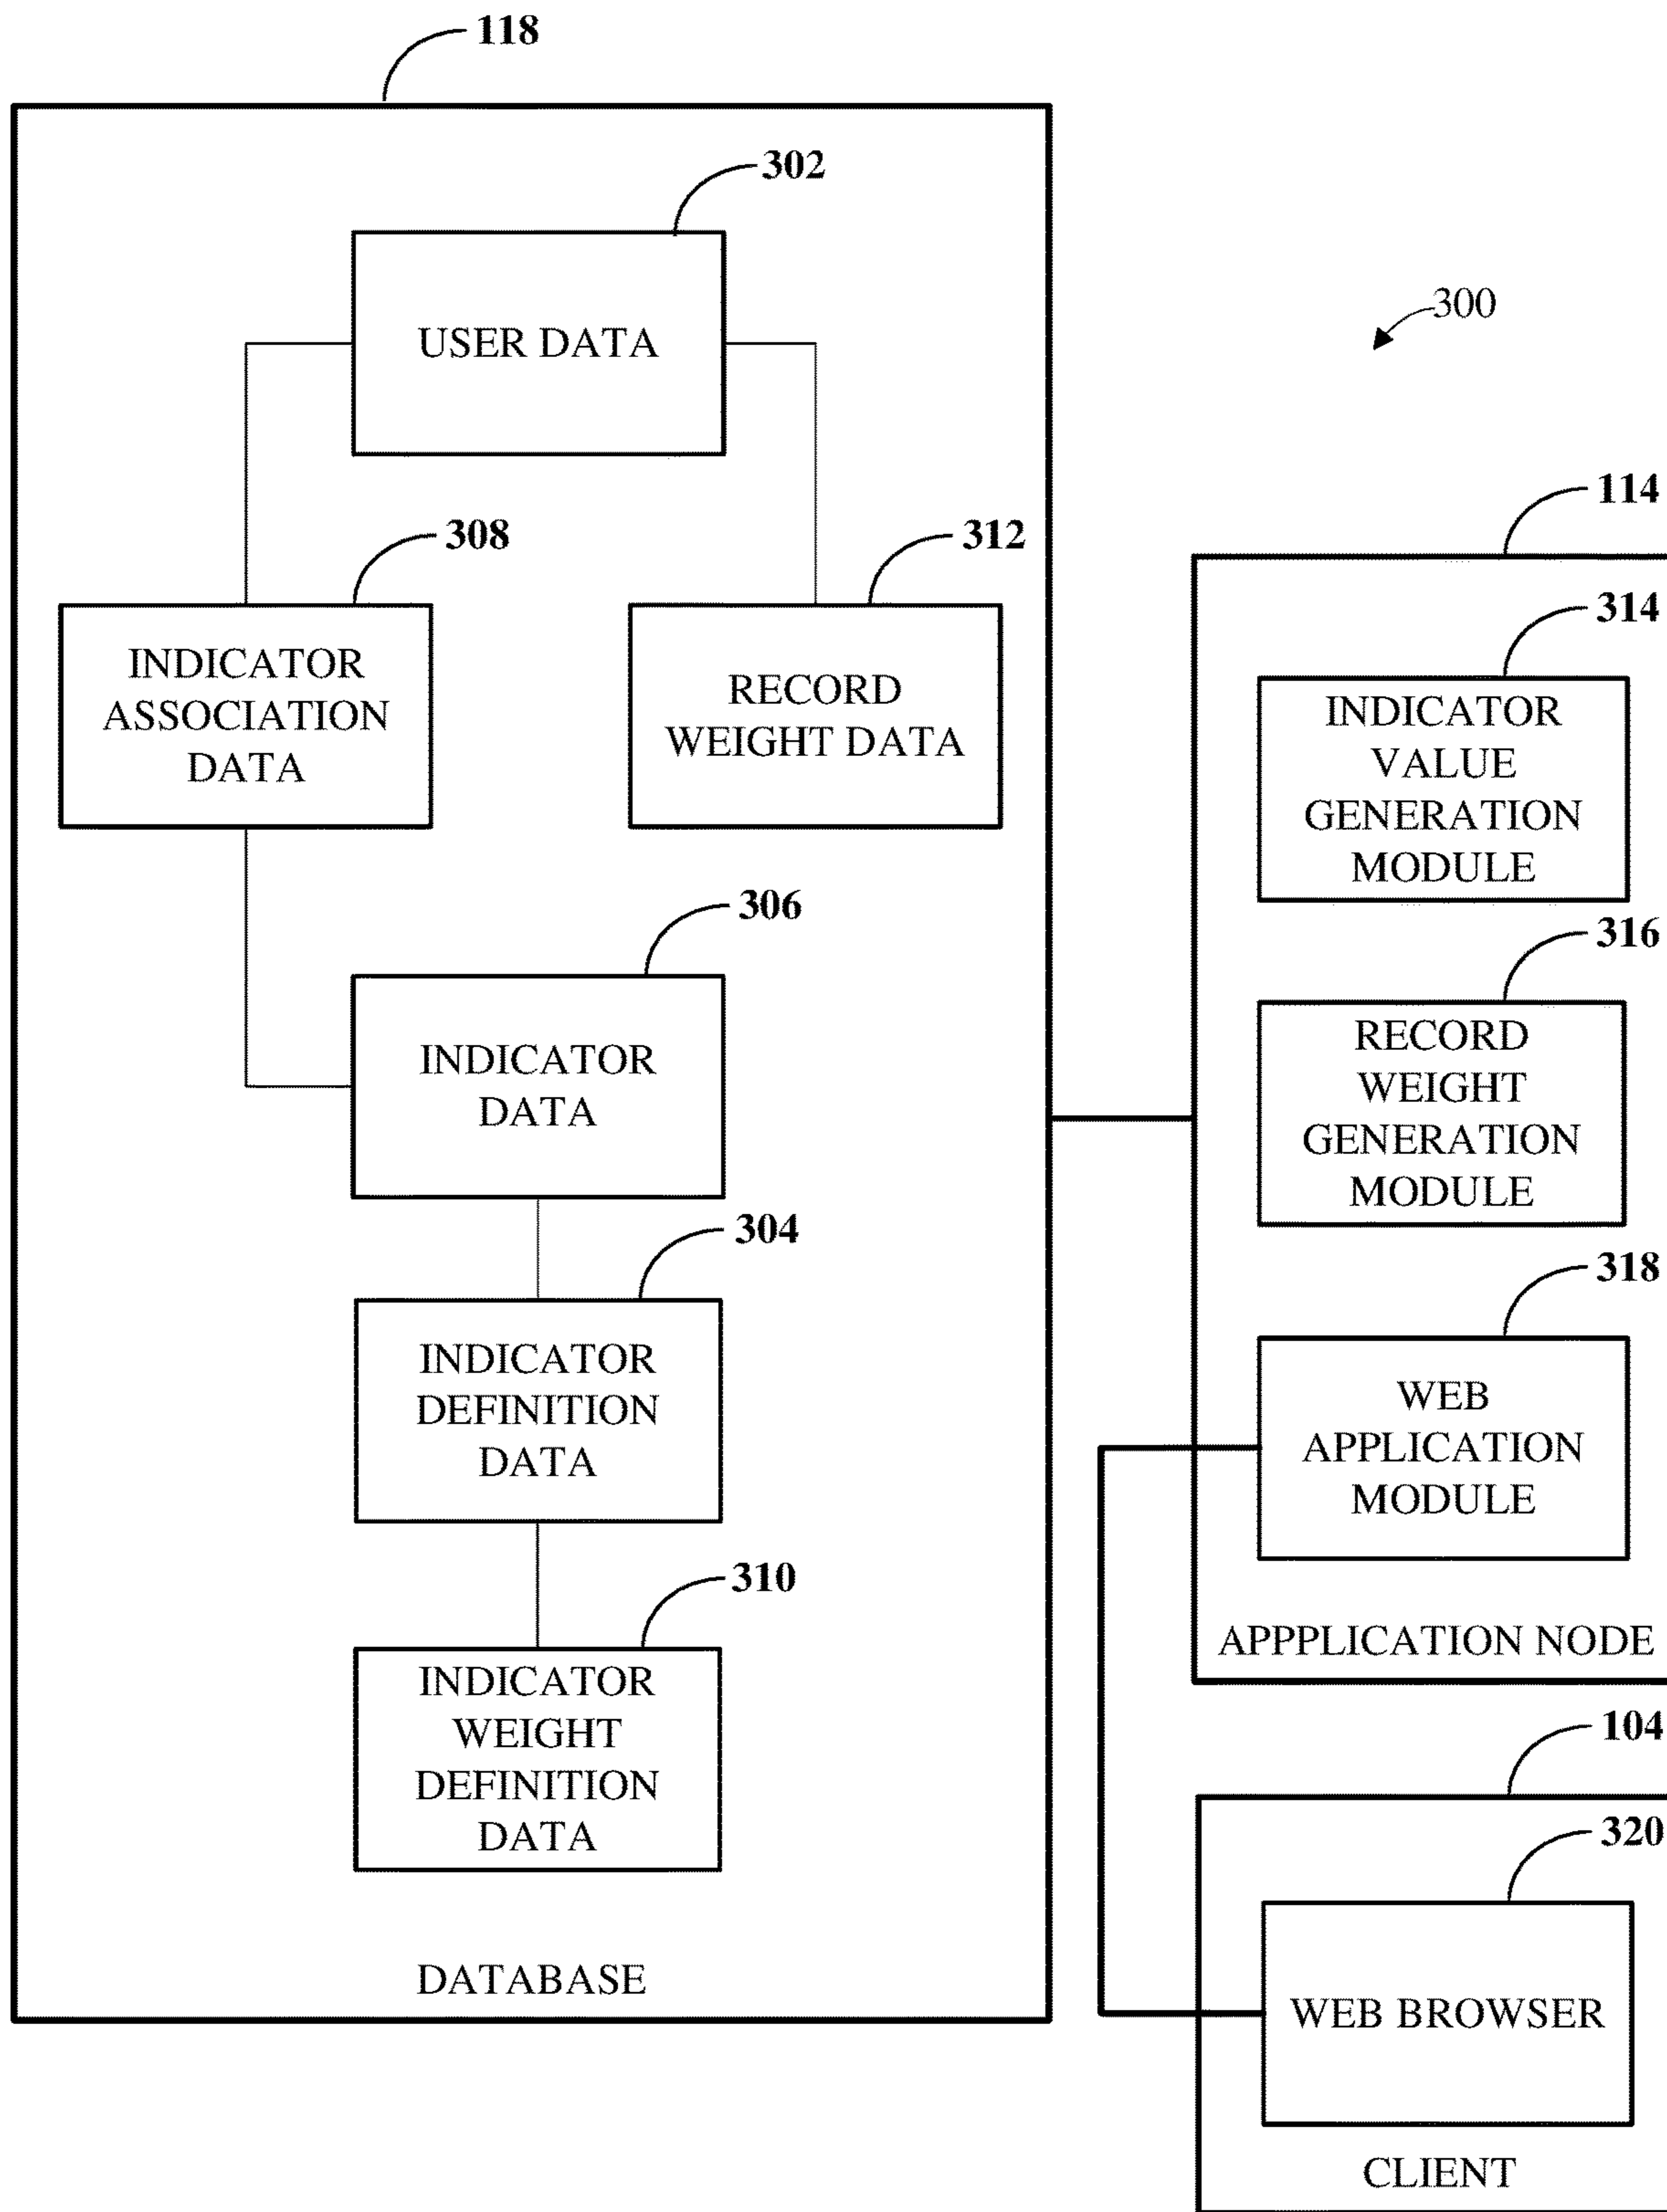 118
302
USER DATA
300
308
312
INDICATOR
ASSOCIATION
DATA
RECORD
WEIGHT DATA
306
INDICATOR
DATA
304
INDICATOR
DEFINITION
DATA
310
INDICATOR
WEIGHT
DEFINITION
DATA
DATABASE
114
314
INDICATOR
VALUE
GENERATION
MODULE
316
RECORD
WEIGHT
GENERATION
MODULE
318
WEB
APPLICATION
MODULE
APPPLICATION NODE
104
320
WEB BROWSER
CLIENT